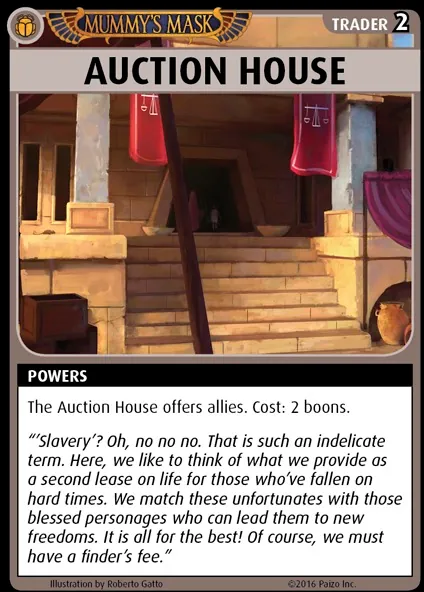 MUMMY'S MASK
TRADER 2
AUCTION HOUSE
POWERS
The Auction House offers allies. Cost: 2 boons.
“‘Slavery’? Oh, no no no. That is such an indelicate
term. Here, we like to think of what we provide as
a second lease on life for those who’ve fallen on
hard times. We match these unfortunates with those
blessed personages who can lead them to new
freedoms. It is all for the best! Of course, we must
have a finder’s fee.”
Illustration by Roberto Gatto ©2016 Paizo Inc.